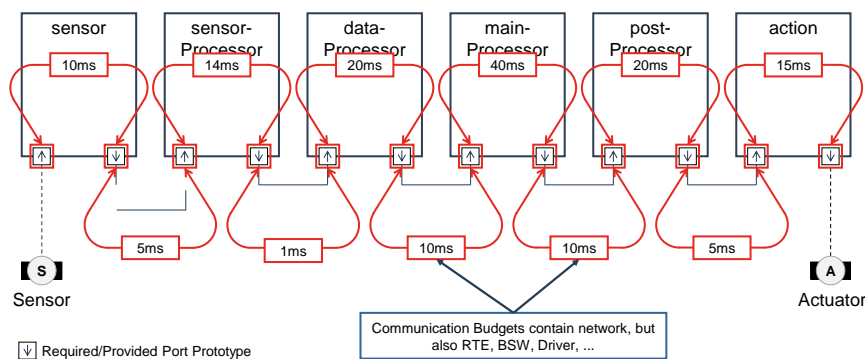 sensor
sensor-
Processor
data-
Processor
main-
Processor
post-
Processor
action
10ms
14ms
20ms
40ms
20ms
15ms
5ms
1ms
10ms
10ms
5ms
S
Sensor
A
Actuator
Communication Budgets contain network, but
also RTE, BSW, Driver, ...
Required/Provided Port Prototype